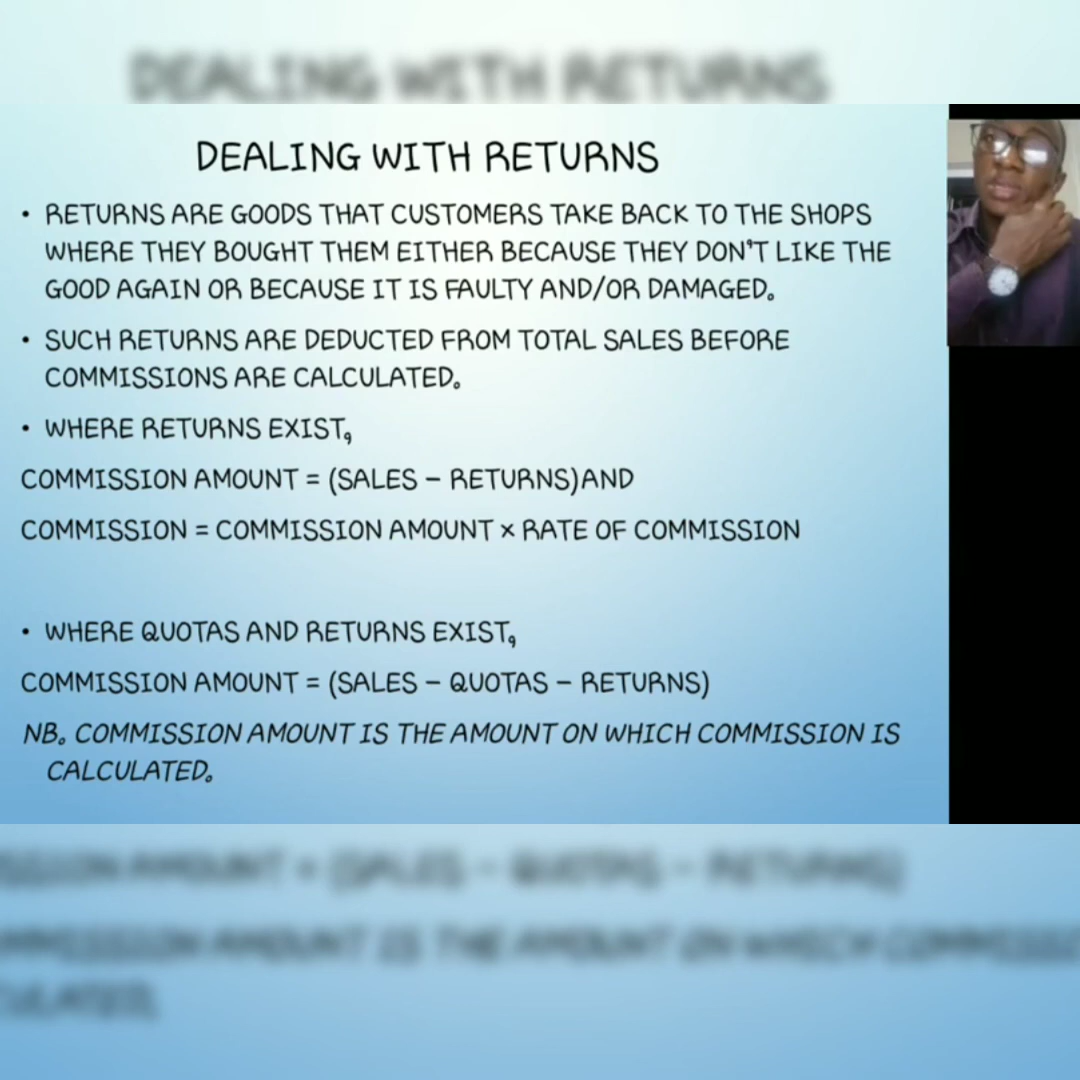 DEALING WITH RETURNS
DEALING WITH RETURNS
• RETURNS ARE GOODS THAT CUSTOMERS TAKE BACK TO THE SHOPS
WHERE THEY BOUGHT THEM EITHER BECAUSE THEY DON'T LIKE THE
GOOD AGAIN OR BECAUSE IT IS FAULTY AND/OR DAMAGED.
• SUCH RETURNS ARE DEDUCTED FROM TOTAL SALES BEFORE
COMMISSIONS ARE CALCULATED.
• WHERE RETURNS EXIST,
COMMISSION AMOUNT = (SALES – RETURNS)AND
COMMISSION = COMMISSION AMOUNT × RATE OF COMMISSION
• WHERE QUOTAS AND RETURNS EXIST,
COMMISSION AMOUNT = (SALES – QUOTAS – RETURNS)
NB. COMMISSION AMOUNT IS THE AMOUNT ON WHICH COMMISSION IS
CALCULATED.